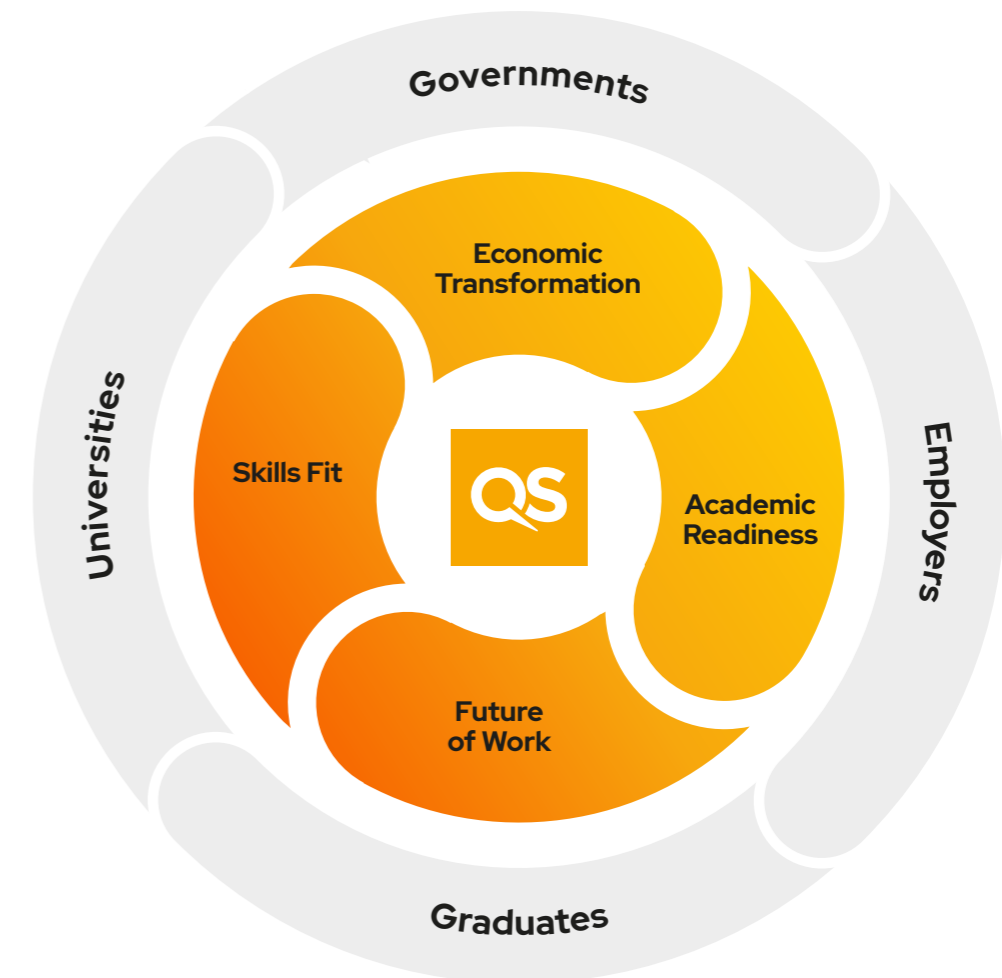 Governments
Economic
Transformation
Universities
Skills Fit
QS
Academic
Readiness
Employers
Future
of Work
Graduates